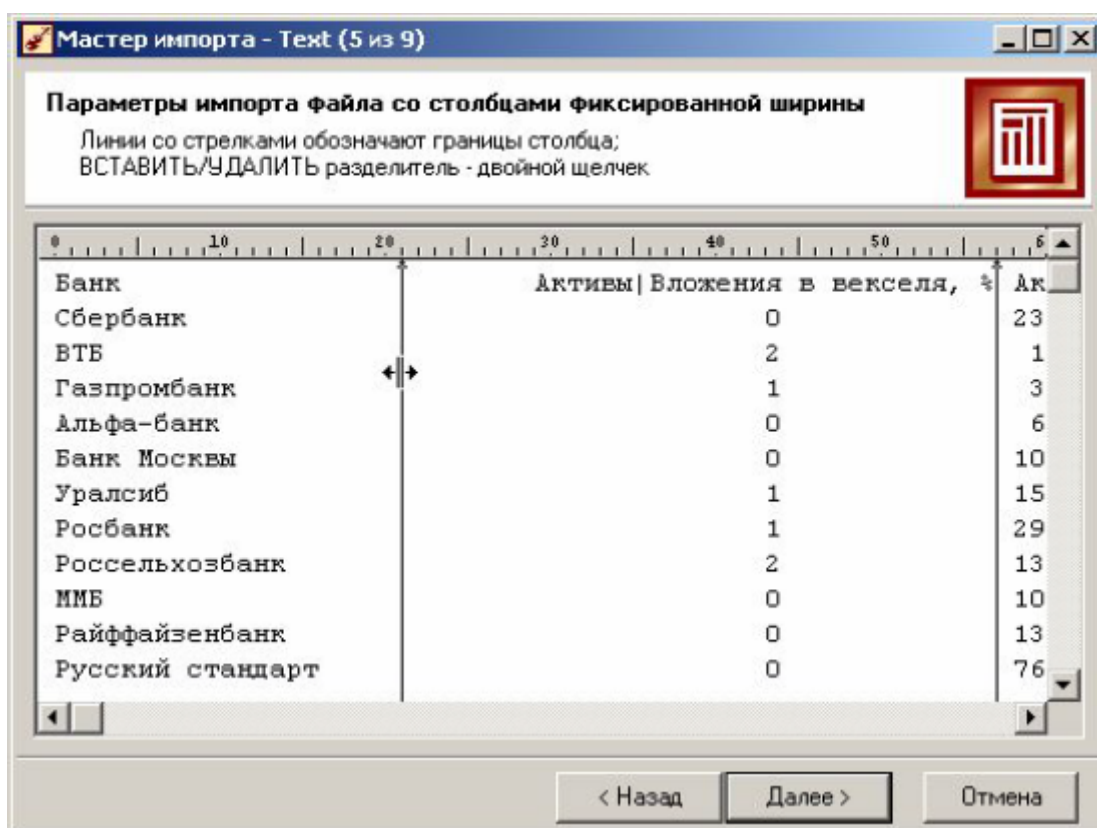 Мастер импорта - Text (5 из 9)
Параметры импорта файла со столбцами фиксированной ширины
Линии со стрелками обозначают границы столбца;
ВСТАВИТЬ/УДАЛИТЬ разделитель - двойной щелчек
0 10 20 30 40 50 6
Банк Активы|Вложения в векселя, % Ак
Сбербанк 0 23
ВТБ 2 1
Газпромбанк 1 3
Альфа-банк 0 6
Банк Москвы 0 10
Уралсиб 1 15
Росбанк 1 29
Россельхозбанк 2 13
ММБ 0 10
Райффайзенбанк 0 13
Русский стандарт 0 76
< Назад Далее > Отмена